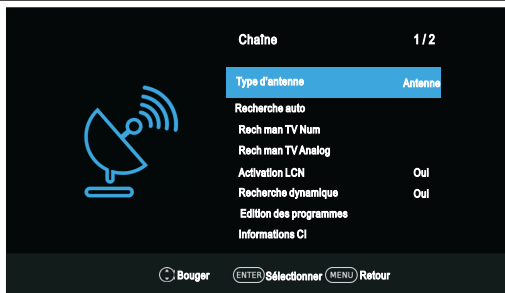 Chaîne 1 / 2
Type d'antenne Antenne
Recherche auto
Rech man TV Num
Rech man TV Analog
Activation LCN Oui
Recherche dynamique Oui
Edition des programmes
Informations CI
Bouger ENTER Sélectionner MENU Retour